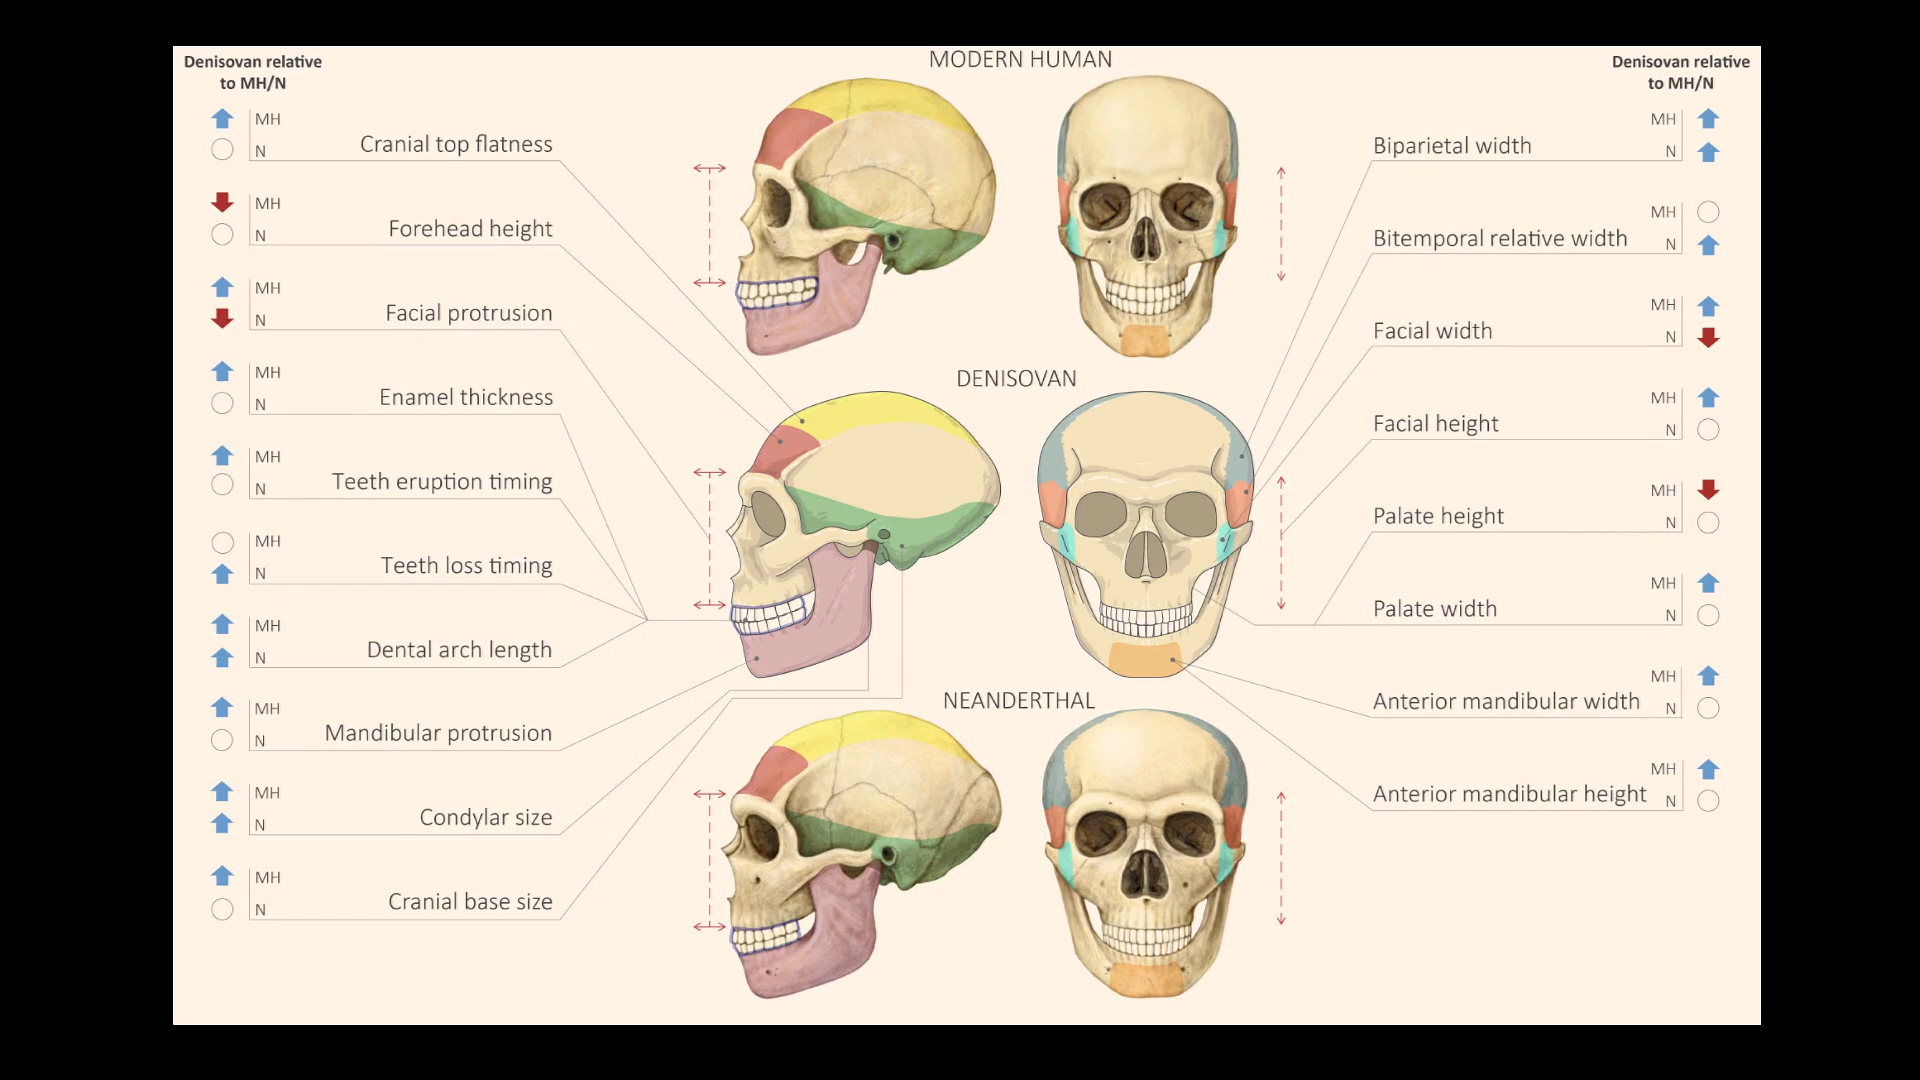 Denisovan relative
to MH/N
MH
N
Cranial top flatness
MH
N
Forehead height
MH
N
Facial protrusion
MH
N
Enamel thickness
MH
N
Teeth eruption timing
MH
N
Teeth loss timing
MH
N
Dental arch length
MH
N
Mandibular protrusion
MH
N
Condylar size
MH
N
Cranial base size
MODERN HUMAN
DENISOVAN
NEANDERTHAL
Denisovan relative
to MH/N
MH
N
Biparietal width
MH
N
Bitemporal relative width
MH
N
Facial width
MH
N
Facial height
MH
N
Palate height
MH
N
Palate width
MH
N
Anterior mandibular width
MH
N
Anterior mandibular height